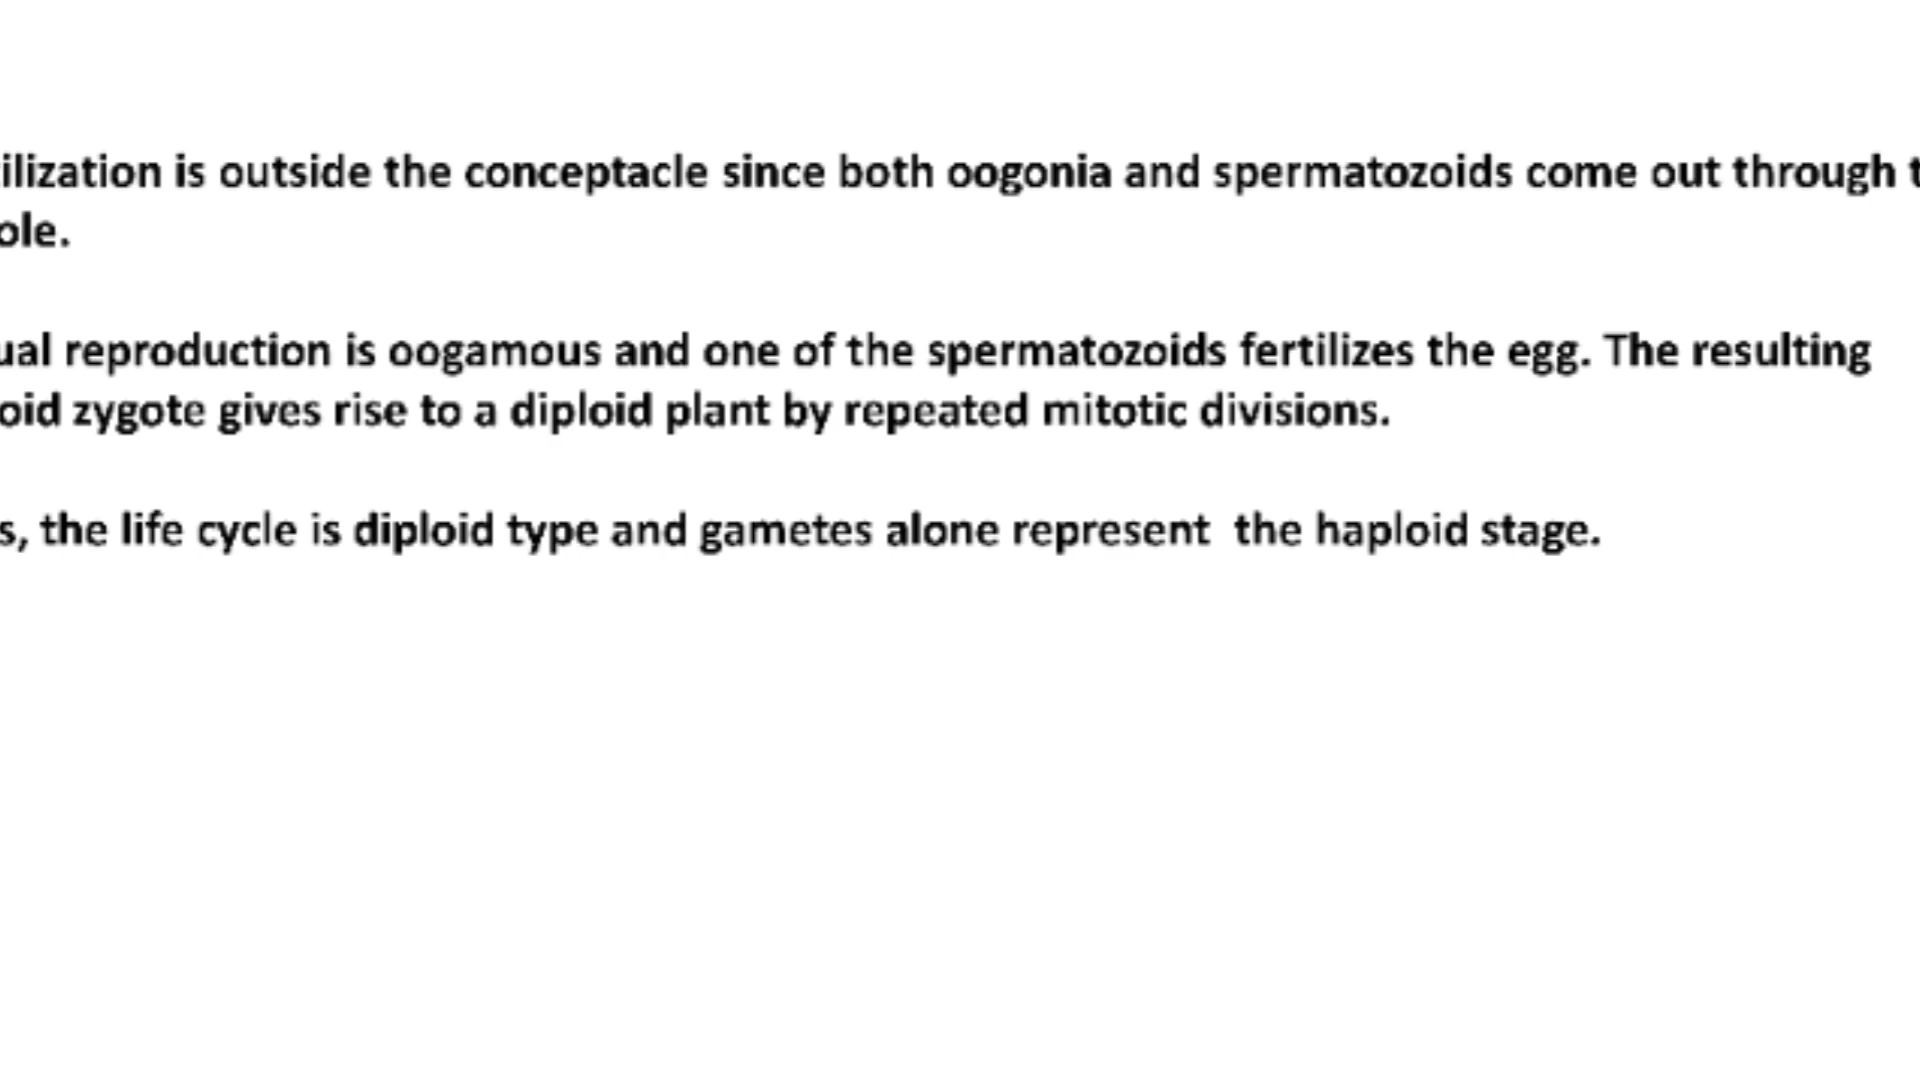 ilization is outside the conceptacle since both oogonia and spermatozoids come out through t
ole.
ual reproduction is oogamous and one of the spermatozoids fertilizes the egg. The resulting
oid zygote gives rise to a diploid plant by repeated mitotic divisions.
s, the life cycle is diploid type and gametes alone represent  the haploid stage.